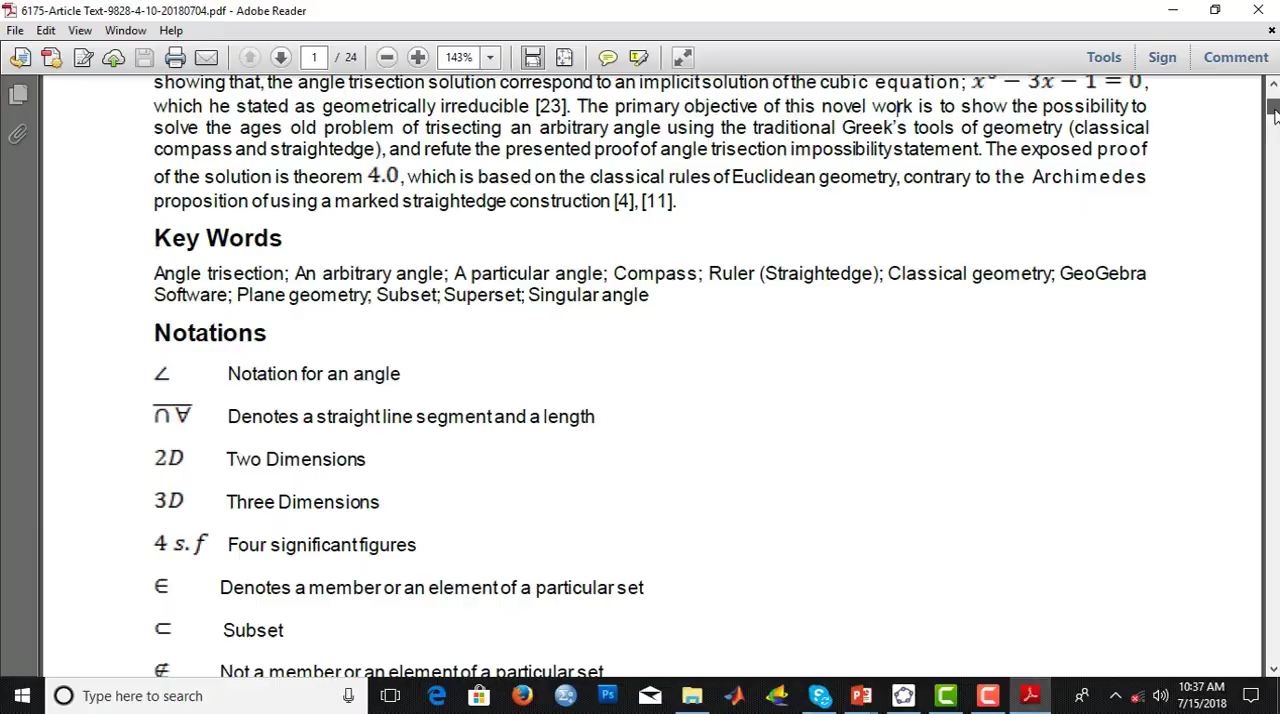 6175-Article Text-9828-4-10-20180704.pdf - Adobe Reader
File Edit View Window Help
1 / 24 143% Tools Sign Comment
showing that, the angle trisection solution correspond to an implicit solution of the cubic equation; x³ − 3x − 1 = 0,
which he stated as geometrically irreducible [23]. The primary objective of this novel work is to show the possibility to
solve the ages old problem of trisecting an arbitrary angle using the traditional Greek's tools of geometry (classical
compass and straightedge), and refute the presented proof of angle trisection impossibility statement. The exposed proof
of the solution is theorem 4.0, which is based on the classical rules of Euclidean geometry, contrary to the Archimedes
proposition of using a marked straightedge construction [4], [11].
Key Words
Angle trisection; An arbitrary angle; A particular angle; Compass; Ruler (Straightedge); Classical geometry; GeoGebra
Software; Plane geometry; Subset; Superset; Singular angle
Notations
∠ Notation for an angle
∩∀ Denotes a straight line segment and a length
2D Two Dimensions
3D Three Dimensions
4 s.f Four significant figures
∈ Denotes a member or an element of a particular set
⊂ Subset
∉ Not a member or an element of a particular set
Type here to search
10:37 AM
7/15/2018